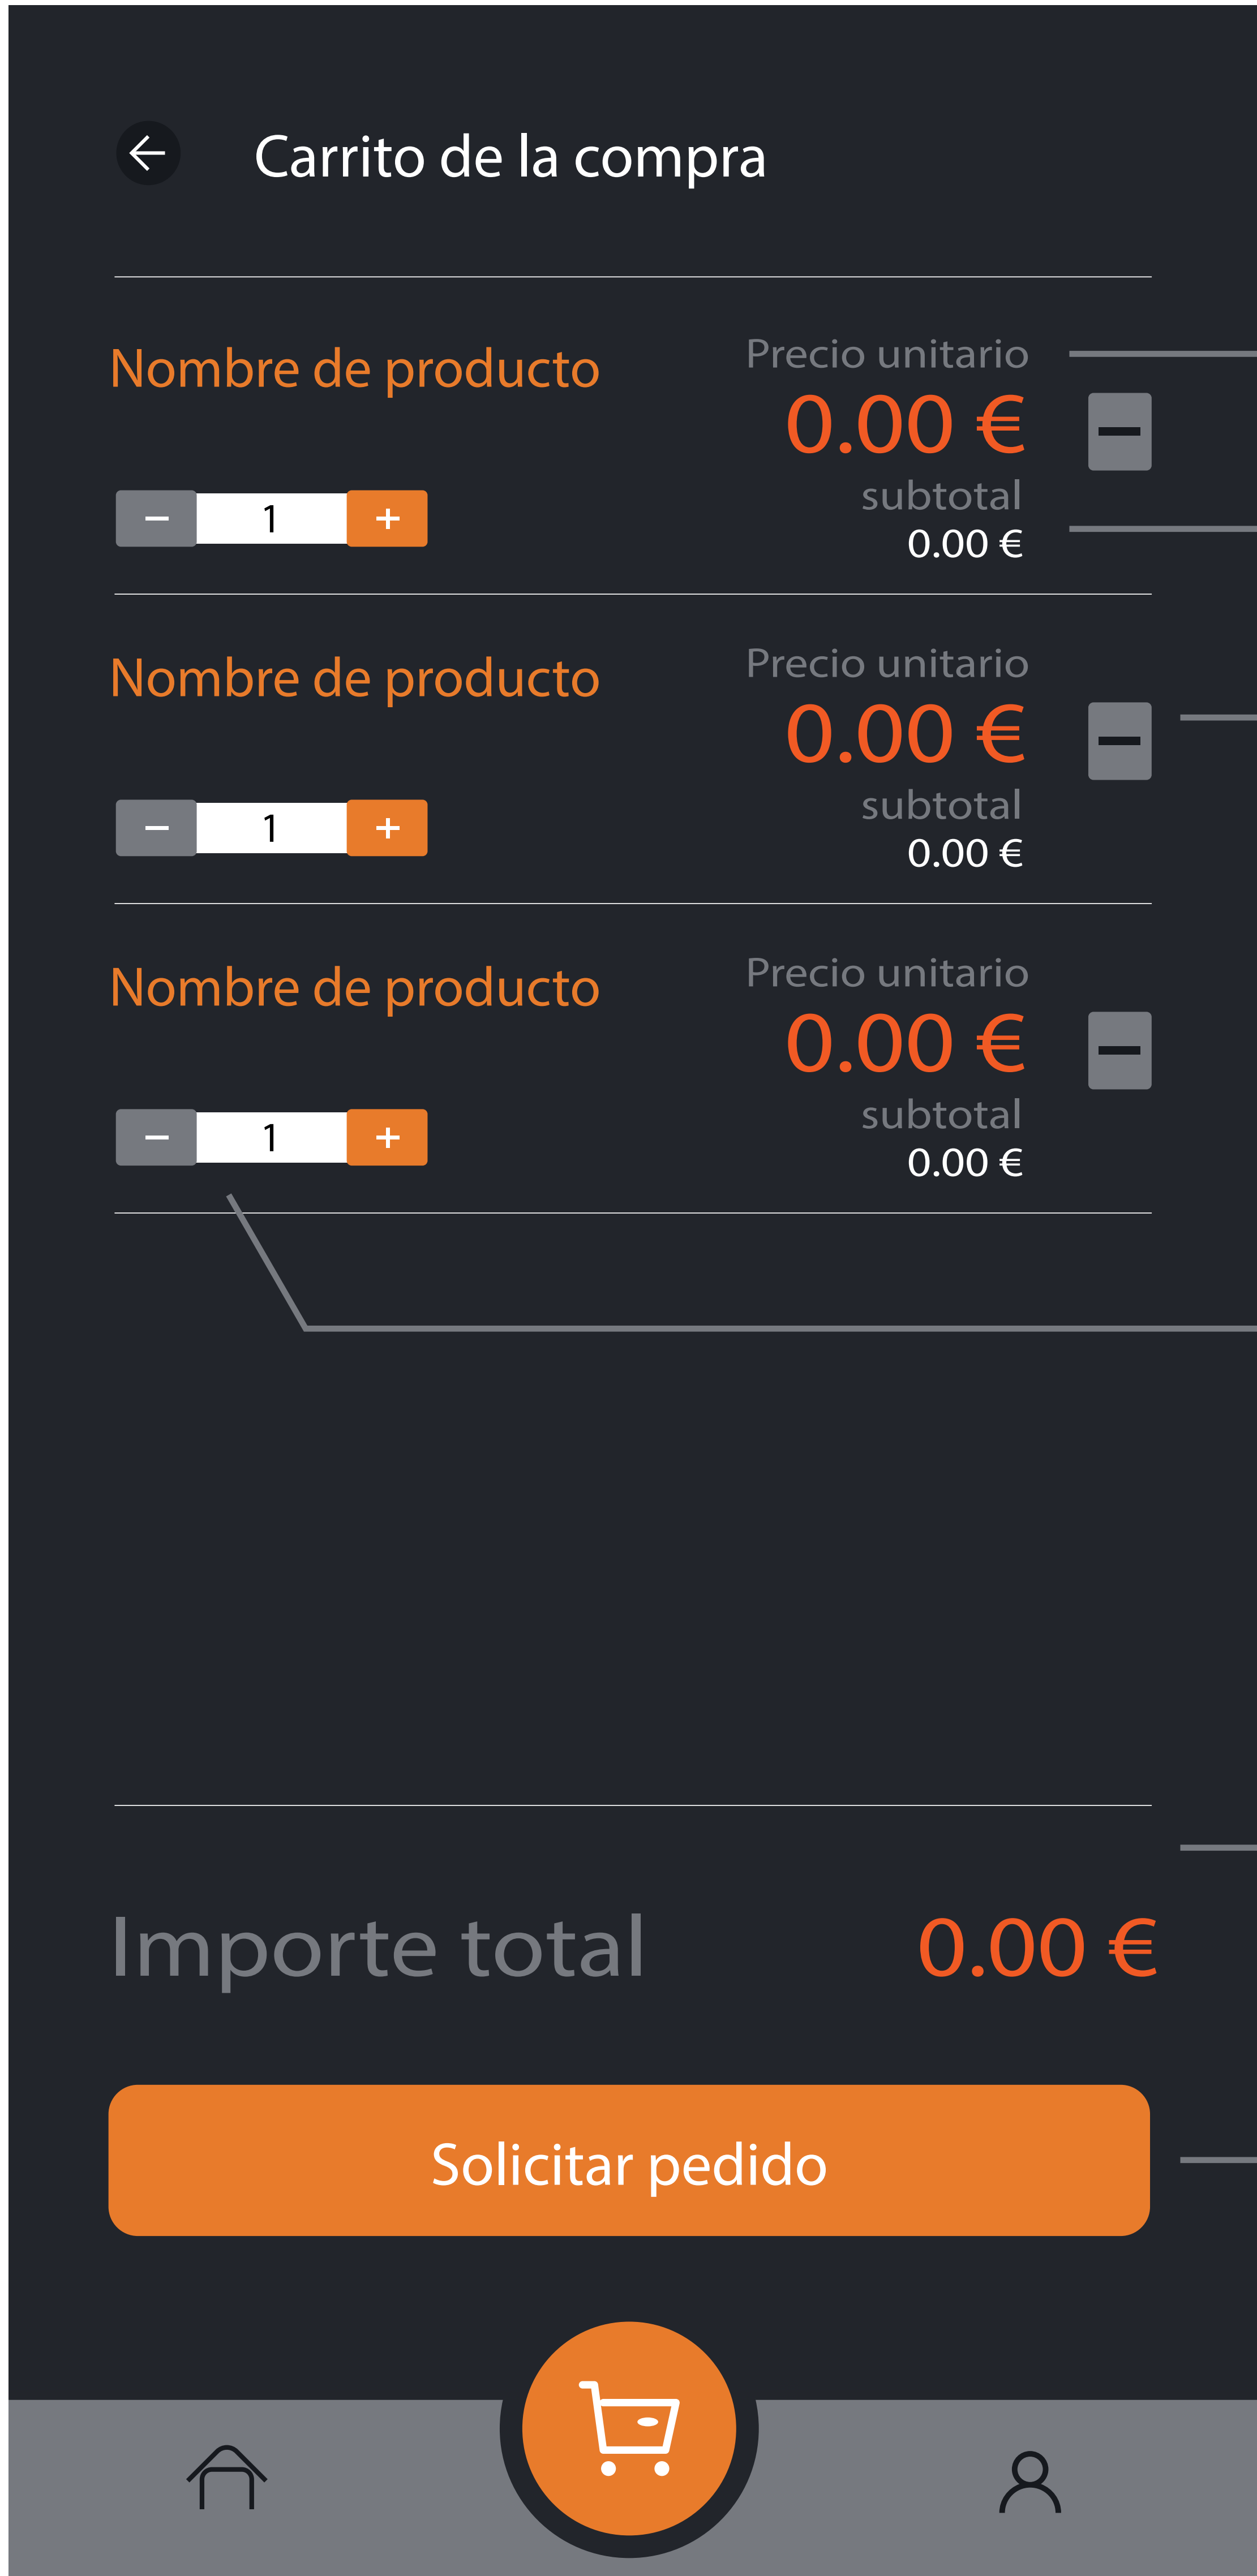 Carrito de la compra
Nombre de producto
Precio unitario
0.00 €
subtotal
0.00 €
− 1 +
Nombre de producto
Precio unitario
0.00 €
subtotal
0.00 €
− 1 +
Nombre de producto
Precio unitario
0.00 €
subtotal
0.00 €
− 1 +
Importe total 0.00 €
Solicitar pedido